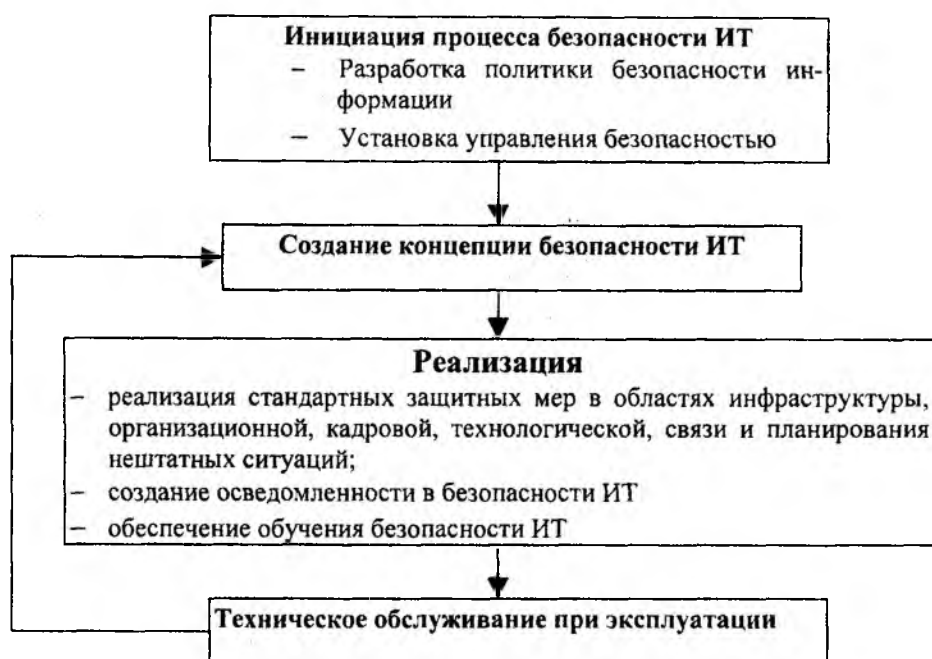 Инициация процесса безопасности ИТ
– Разработка политики безопасности ин-
формации
– Установка управления безопасностью
Создание концепции безопасности ИТ
Реализация
– реализация стандартных защитных мер в областях инфраструктуры,
организационной, кадровой, технологической, связи и планирования
нештатных ситуаций;
– создание осведомленности в безопасности ИТ
– обеспечение обучения безопасности ИТ
Техническое обслуживание при эксплуатации